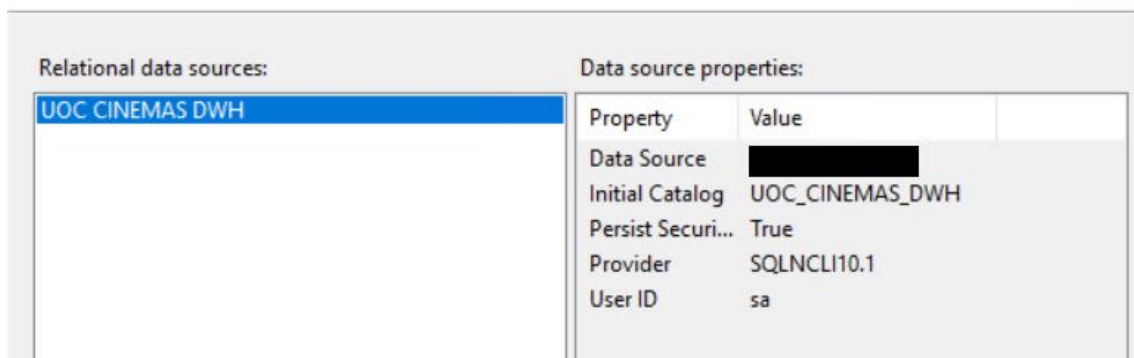 Relational data sources:
UOC CINEMAS DWH
Data source properties:
Property Value
Data Source
Initial Catalog UOC_CINEMAS_DWH
Persist Securi... True
Provider SQLNCLI10.1
User ID sa